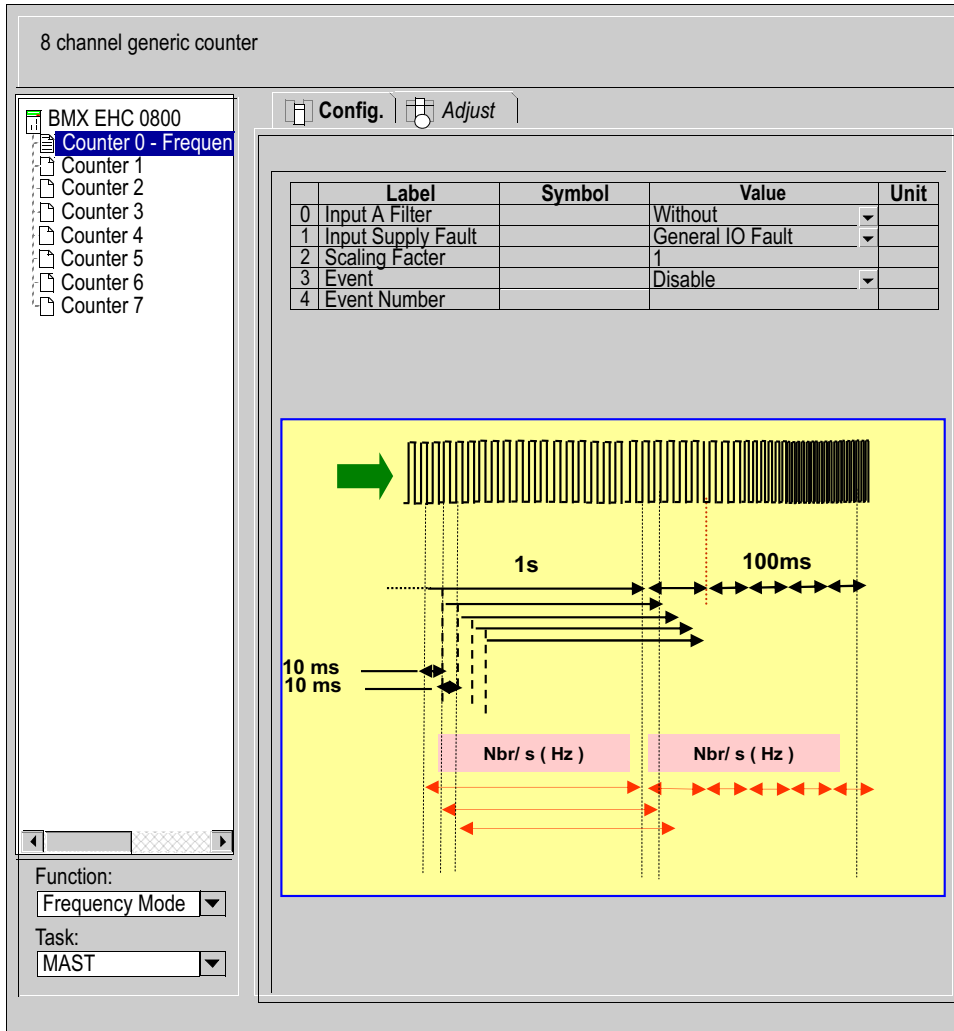 8 channel generic counter
BMX EHC 0800
Counter 0 - Frequen
Counter 1
Counter 2
Counter 3
Counter 4
Counter 5
Counter 6
Counter 7
Function:
Frequency Mode
Task:
MAST
Config. Adjust
Label Symbol Value Unit
0 Input A Filter Without
1 Input Supply Fault General IO Fault
2 Scaling Facter 1
3 Event Disable
4 Event Number
1s 100ms
10 ms
10 ms
Nbr/ s ( Hz ) Nbr/ s ( Hz )